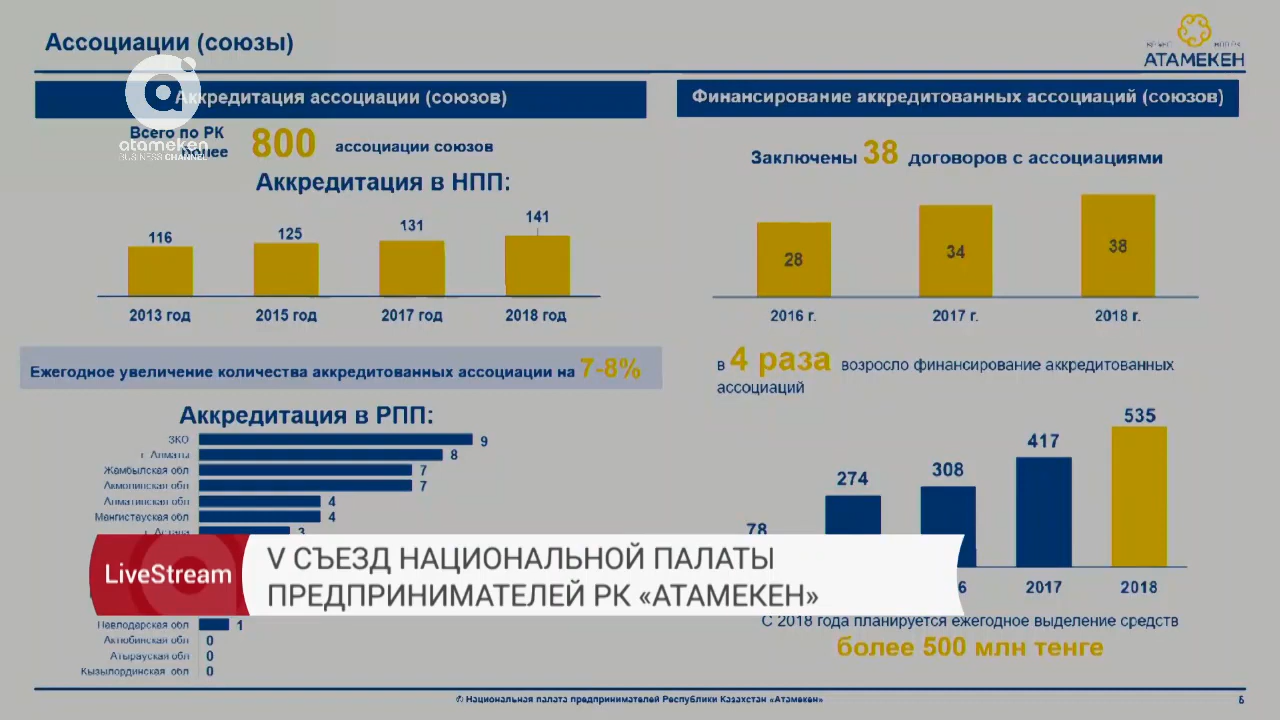 Ассоциации (союзы)
АТАМЕКЕН
Аккредитация ассоциации (союзов)
Финансирование аккредитованных ассоциаций (союзов)
atameken
BUSINESS CHANNEL
Всего по РК
более
800 ассоциации союзов
Заключены 38 договоров с ассоциациями
Аккредитация в НПП:
116 125 131 141
2013 год 2015 год 2017 год 2018 год
28 34 38
2016 г. 2017 г. 2018 г.
Ежегодное увеличение количества аккредитованных ассоциации на 7-8%
в 4 раза возросло финансирование аккредитованных
ассоциаций
Аккредитация в РПП:
ЗКО 9
г. Алматы 8
Жамбылская обл 7
Акмолинская обл 7
Алматинская обл 4
Мангистауская обл 4
г. Астана 3
78 274 308 417 535
2017 2018
LiveStream
V СЪЕЗД НАЦИОНАЛЬНОЙ ПАЛАТЫ
ПРЕДПРИНИМАТЕЛЕЙ РК «АТАМЕКЕН»
Павлодарская обл 1
Актюбинская обл 0
Атырауская обл 0
Кызылординская обл 0
С 2018 года планируется ежегодное выделение средств
более 500 млн тенге
© Национальная палата предпринимателей Республики Казахстан «Атамекен»